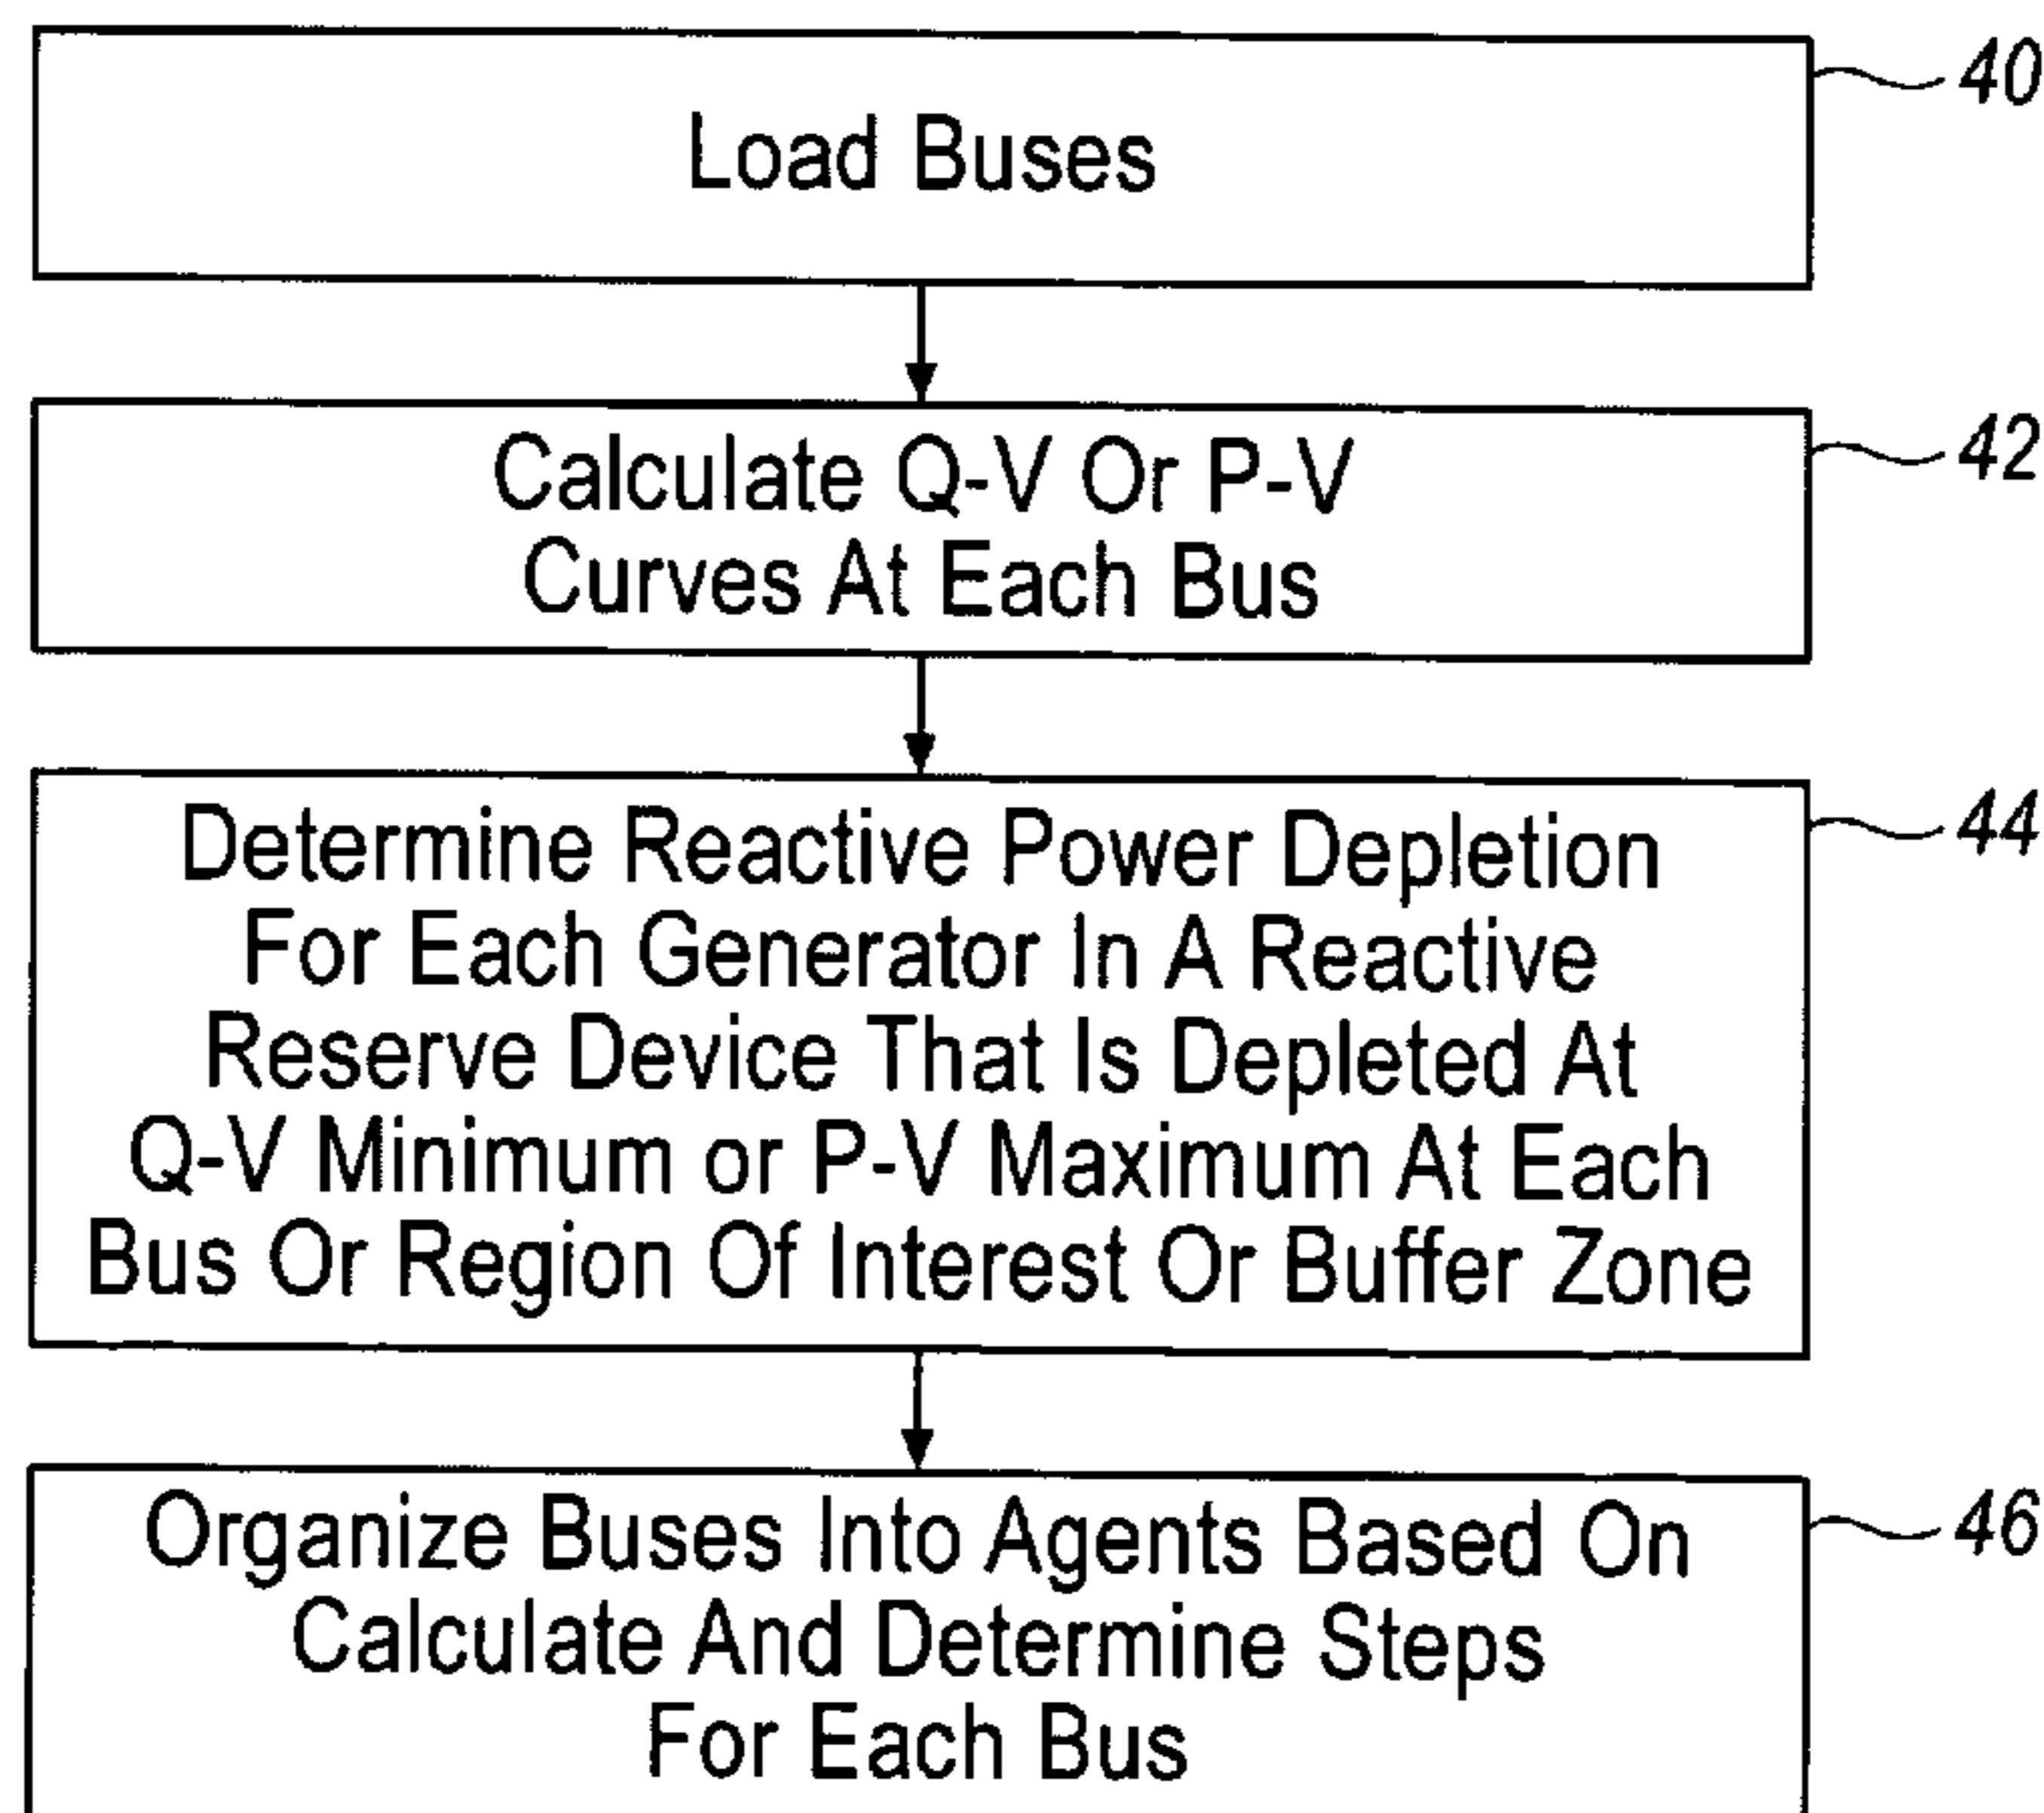 Load Buses
40
Calculate Q-V Or P-V
Curves At Each Bus
42
Determine Reactive Power Depletion
For Each Generator In A Reactive
Reserve Device That Is Depleted At
Q-V Minimum or P-V Maximum At Each
Bus Or Region Of Interest Or Buffer Zone
44
Organize Buses Into Agents Based On
Calculate And Determine Steps
For Each Bus
46